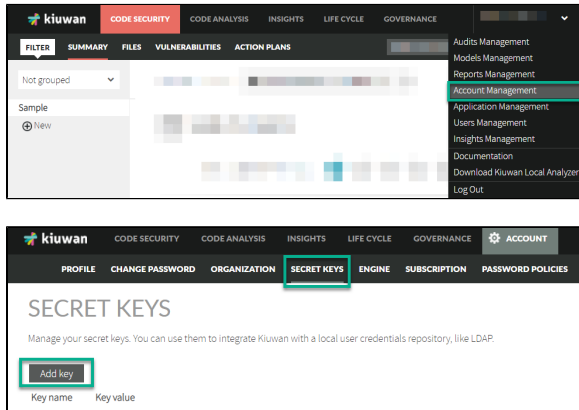 kiuwan CODE SECURITY CODE ANALYSIS INSIGHTS LIFE CYCLE GOVERNANCE
FILTER SUMMARY FILES VULNERABILITIES ACTION PLANS
Not grouped
Sample
New
Audits Management
Models Management
Reports Management
Account Management
Application Management
Users Management
Insights Management
Documentation
Download Kiuwan Local Analyzer
Log Out
kiuwan CODE SECURITY CODE ANALYSIS INSIGHTS LIFE CYCLE GOVERNANCE ACCOUNT
PROFILE CHANGE PASSWORD ORGANIZATION SECRET KEYS ENGINE SUBSCRIPTION PASSWORD POLICIES
SECRET KEYS
Manage your secret keys. You can use them to integrate Kiuwan with a local user credentials repository, like LDAP.
Add key
Key name Key value